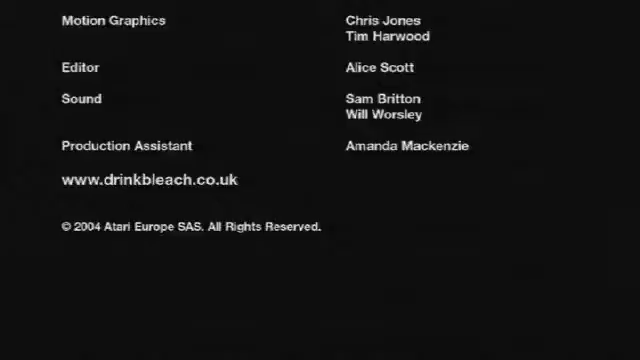 Motion Graphics Chris Jones
Tim Harwood
Editor Alice Scott
Sound Sam Britton
Will Worsley
Production Assistant Amanda Mackenzie
www.drinkbleach.co.uk
© 2004 Atari Europe SAS. All Rights Reserved.